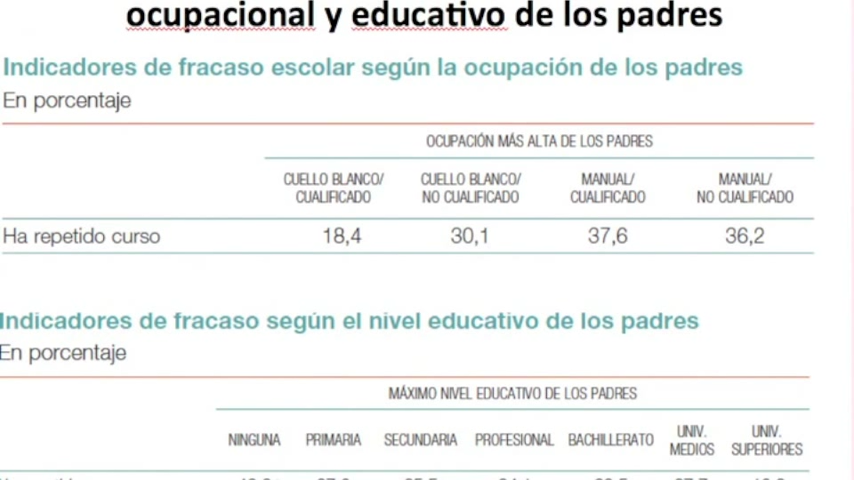 ocupacional y educativo de los padres
Indicadores de fracaso escolar según la ocupación de los padres
En porcentaje
OCUPACIÓN MÁS ALTA DE LOS PADRES
CUELLO BLANCO/ CUALIFICADO
CUELLO BLANCO/ NO CUALIFICADO
MANUAL/ CUALIFICADO
MANUAL/ NO CUALIFICADO
Ha repetido curso 18,4 30,1 37,6 36,2
Indicadores de fracaso según el nivel educativo de los padres
En porcentaje
MÁXIMO NIVEL EDUCATIVO DE LOS PADRES
NINGUNA PRIMARIA SECUNDARIA PROFESIONAL BACHILLERATO UNIV. MEDIOS UNIV. SUPERIORES